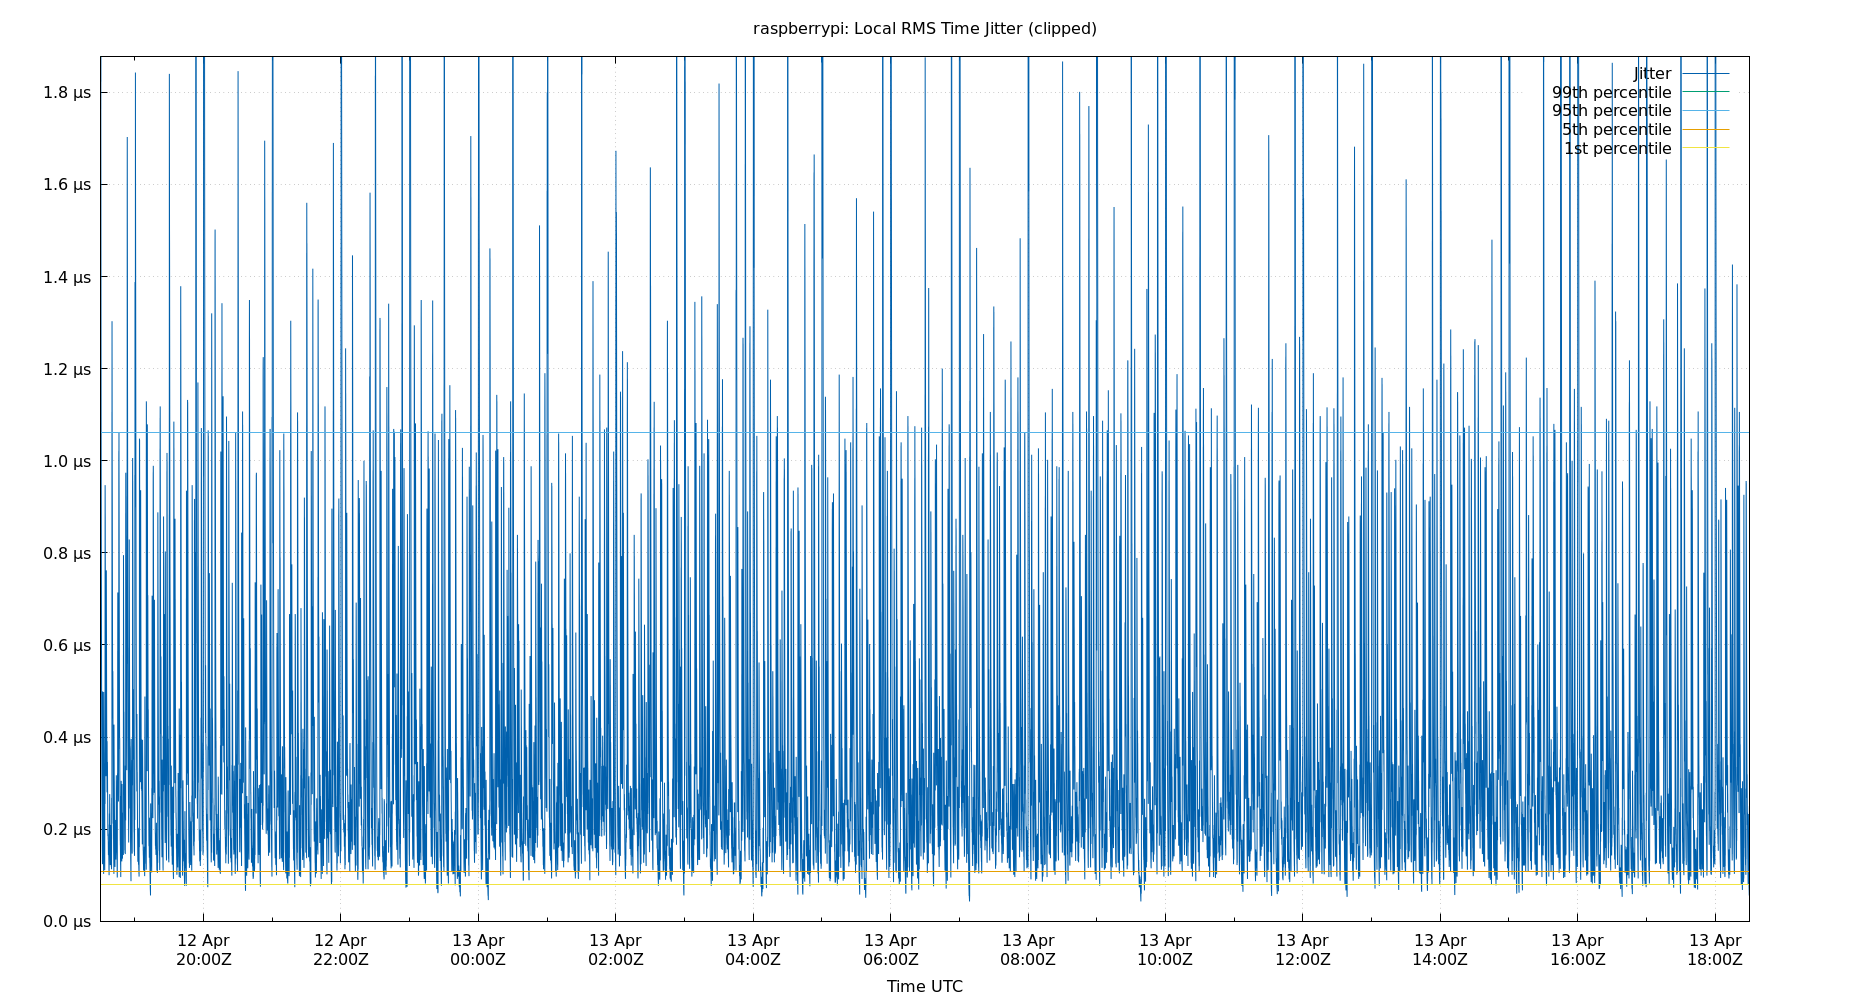 raspberrypi: Local RMS Time Jitter (clipped)
Jitter
99th percentile
95th percentile
5th percentile
1st percentile
1.8 µs
1.6 µs
1.4 µs
1.2 µs
1.0 µs
0.8 µs
0.6 µs
0.4 µs
0.2 µs
0.0 µs
12 Apr 12 Apr 13 Apr 13 Apr 13 Apr 13 Apr 13 Apr 13 Apr 13 Apr 13 Apr 13 Apr 13 Apr
20:00Z 22:00Z 00:00Z 02:00Z 04:00Z 06:00Z 08:00Z 10:00Z 12:00Z 14:00Z 16:00Z 18:00Z
Time UTC